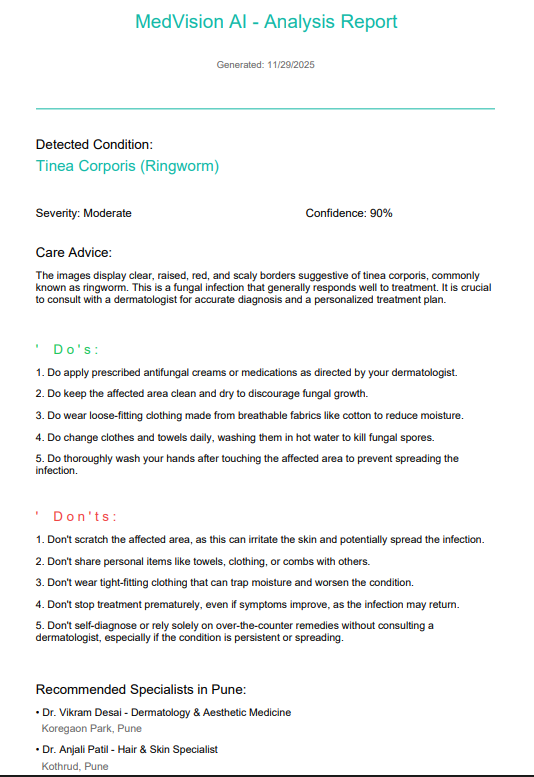 MedVision AI - Analysis Report
Generated: 11/29/2025
Detected Condition:
Tinea Corporis (Ringworm)
Severity: Moderate
Confidence: 90%
Care Advice:
The images display clear, raised, red, and scaly borders suggestive of tinea corporis, commonly
known as ringworm. This is a fungal infection that generally responds well to treatment. It is crucial
to consult with a dermatologist for accurate diagnosis and a personalized treatment plan.
' Do's:
1. Do apply prescribed antifungal creams or medications as directed by your dermatologist.
2. Do keep the affected area clean and dry to discourage fungal growth.
3. Do wear loose-fitting clothing made from breathable fabrics like cotton to reduce moisture.
4. Do change clothes and towels daily, washing them in hot water to kill fungal spores.
5. Do thoroughly wash your hands after touching the affected area to prevent spreading the
infection.
' Don'ts:
1. Don't scratch the affected area, as this can irritate the skin and potentially spread the infection.
2. Don't share personal items like towels, clothing, or combs with others.
3. Don't wear tight-fitting clothing that can trap moisture and worsen the condition.
4. Don't stop treatment prematurely, even if symptoms improve, as the infection may return.
5. Don't self-diagnose or rely solely on over-the-counter remedies without consulting a
dermatologist, especially if the condition is persistent or spreading.
Recommended Specialists in Pune:
• Dr. Vikram Desai - Dermatology & Aesthetic Medicine
Koregaon Park, Pune
• Dr. Anjali Patil - Hair & Skin Specialist
Kothrud, Pune